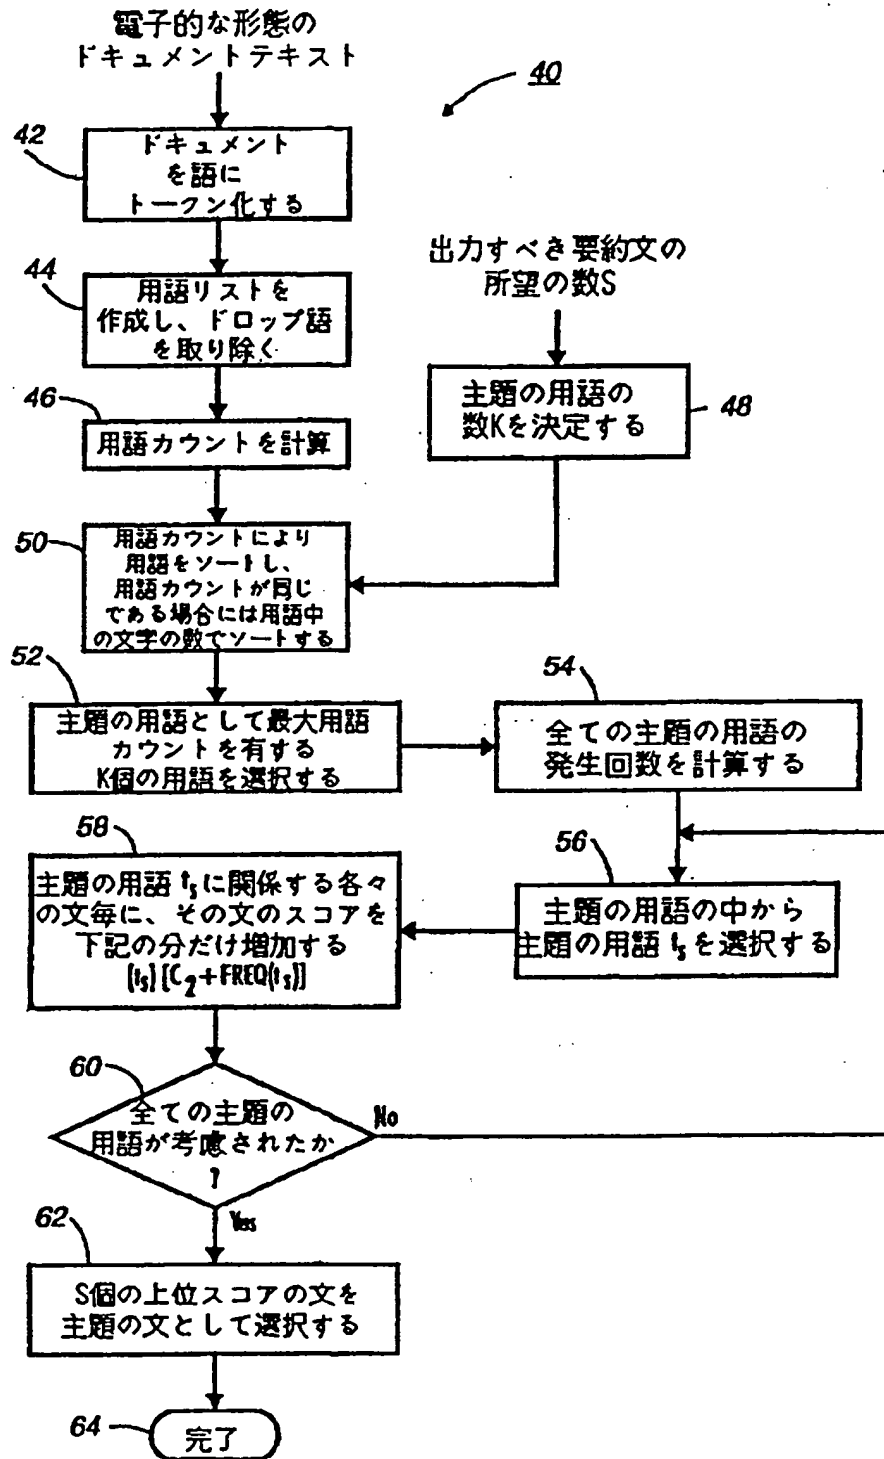 電子的な形態の
ドキュメントテキスト
40
42
ドキュメント
を語に
トークン化する
44
用語リストを
作成し、ドロップ語
を取り除く
出力すべき要約文の
所望の数S
46
用語カウントを計算
主題の用語の
数Kを決定する
48
50
用語カウントにより
用語をソートし、
用語カウントが同じ
である場合には用語中
の文字の数でソートする
52
主題の用語として最大用語
カウントを有する
K個の用語を選択する
54
全ての主題の用語の
発生回数を計算する
56
主題の用語の中から
主題の用語 tsを選択する
58
主題の用語 tsに関係する各々
の文毎に、その文のスコアを
下記の分だけ増加する
(ts)[C2+FREQ(ts)]
60
全ての主題の
用語が考慮されたか
?
No
Yes
62
S個の上位スコアの文を
主題の文として選択する
64
完了